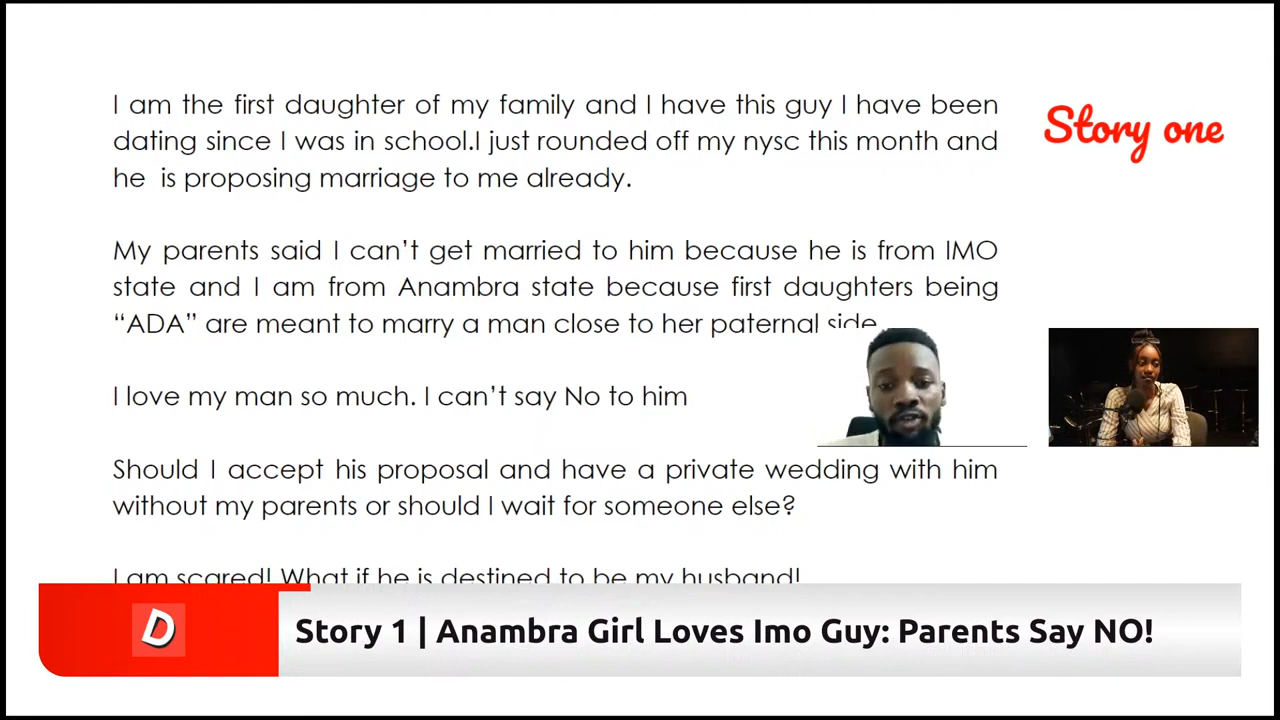 I am the first daughter of my family and I have this guy I have been
dating since I was in school.I just rounded off my nysc this month and
he is proposing marriage to me already.
Story one
My parents said I can't get married to him because he is from IMO
state and I am from Anambra state because first daughters being
“ADA” are meant to marry a man close to her paternal side
I love my man so much. I can't say No to him
Should I accept his proposal and have a private wedding with him
without my parents or should I wait for someone else?
I am scared! What if he is destined to be my husband!
D
Story 1 | Anambra Girl Loves Imo Guy: Parents Say NO!